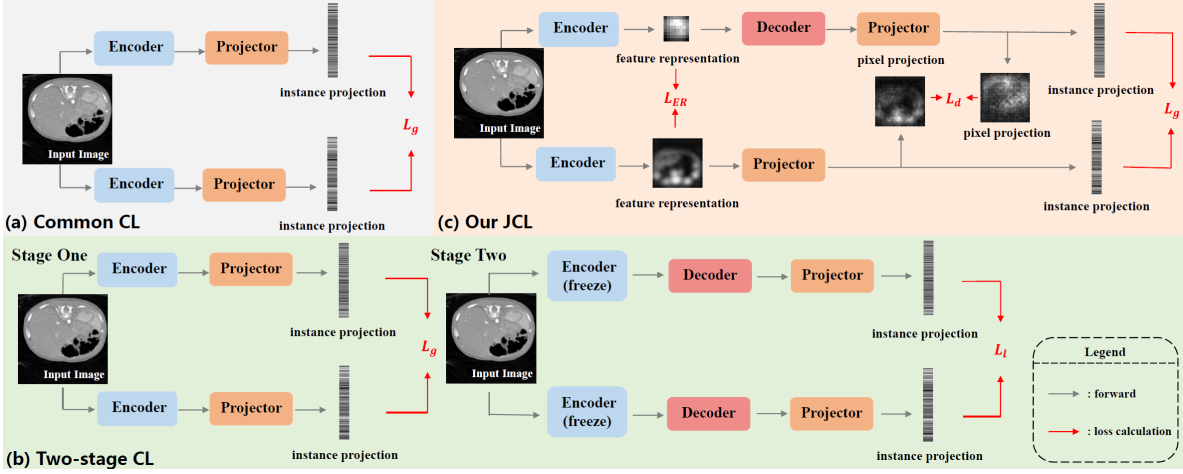 Encoder
Projector
instance projection
Input Image
L_g
Encoder
Projector
instance projection
(a) Common CL
Encoder
feature representation
Decoder
Projector
pixel projection
instance projection
L_ER
Input Image
L_d
pixel projection
L_g
Encoder
feature representation
Projector
instance projection
(c) Our JCL
Stage One
Encoder
Projector
instance projection
Input Image
L_g
Encoder
Projector
instance projection
Stage Two
Encoder
(freeze)
Decoder
Projector
instance projection
Input Image
L_l
Encoder
(freeze)
Decoder
Projector
instance projection
Legend
: forward
: loss calculation
(b) Two-stage CL